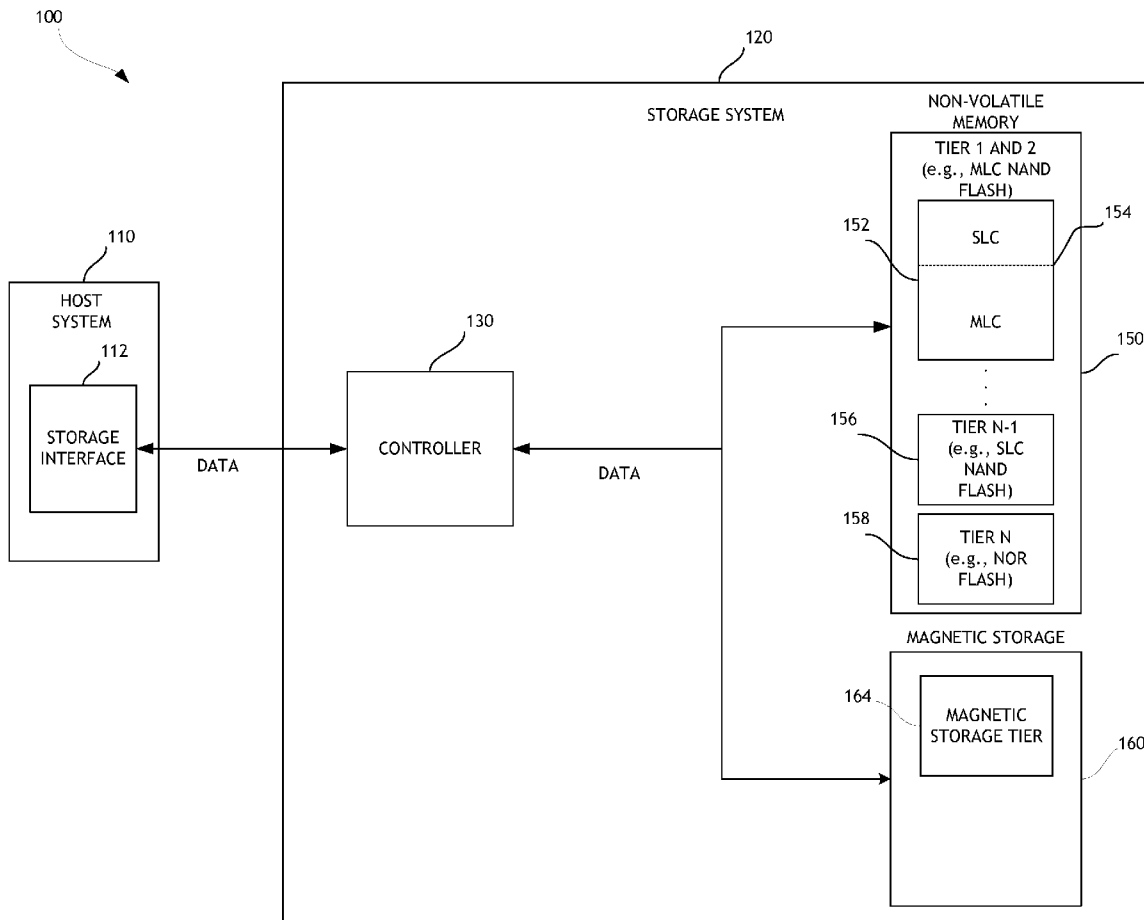 100
120
STORAGE SYSTEM
NON-VOLATILE
MEMORY
TIER 1 AND 2
(e.g., MLC NAND
FLASH)
154
152
SLC
MLC
150
110
HOST
SYSTEM
112
STORAGE
INTERFACE
DATA
130
CONTROLLER
DATA
156
TIER N-1
(e.g., SLC
NAND
FLASH)
158
TIER N
(e.g., NOR
FLASH)
MAGNETIC STORAGE
164
MAGNETIC
STORAGE TIER
160